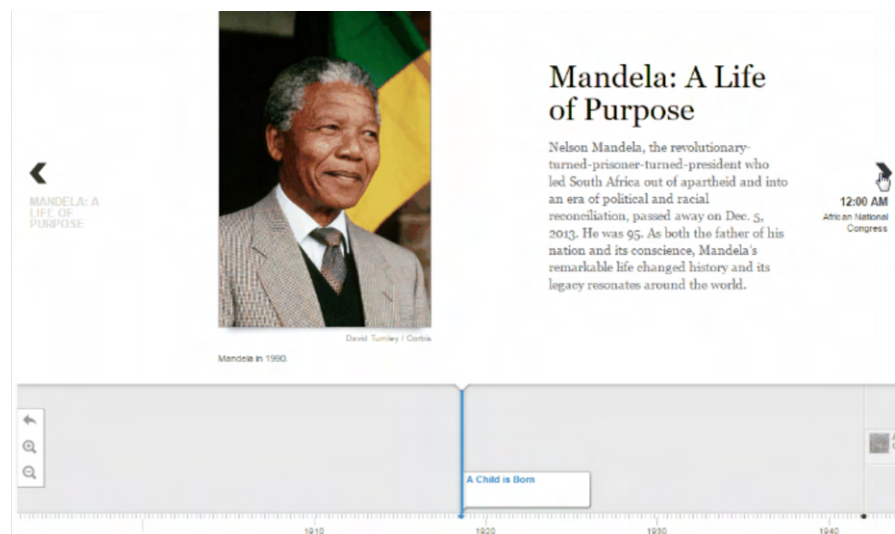 Mandela: A Life
of Purpose
Nelson Mandela, the revolutionary-
turned-prisoner-turned-president who
led South Africa out of apartheid and into
an era of political and racial
reconciliation, passed away on Dec. 5,
2013. He was 95. As both the father of his
nation and its conscience, Mandela's
remarkable life changed history and its
legacy resonates around the world.
MANDELA: A
LIFE OF
PURPOSE
12:00 AM
African National
Congress
David Turnley / Corbis
Mandela in 1990.
A Child is Born
1910
1920
1930
1940